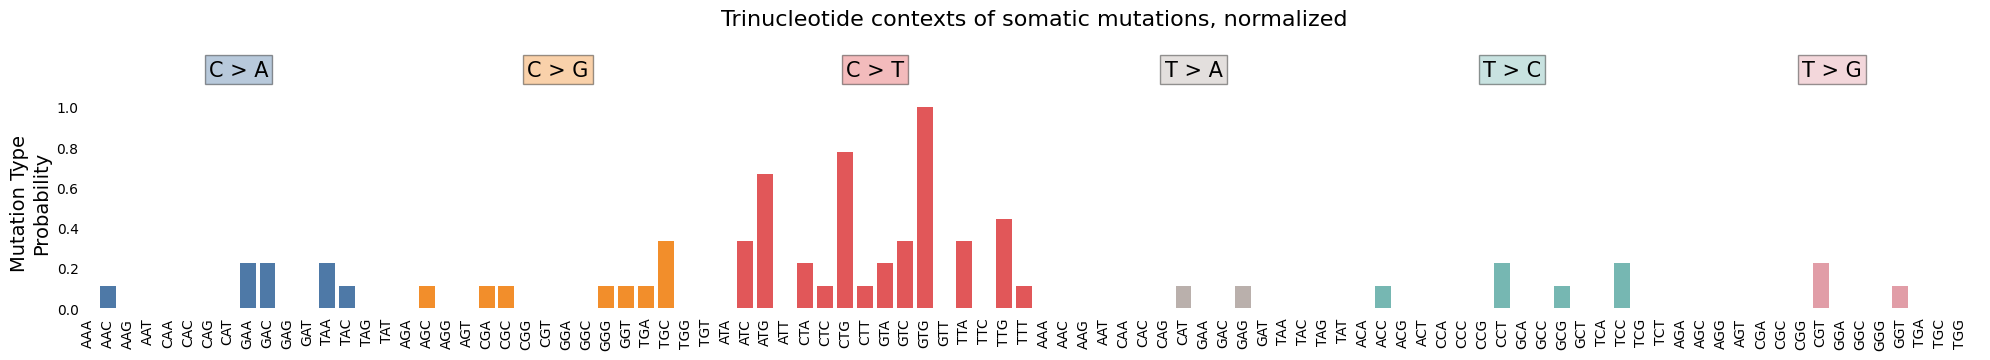 Trinucleotide contexts of somatic mutations, normalized
C > A
C > G
C > T
T > A
T > C
T > G
Mutation Type
Probability
1.0
0.8
0.6
0.4
0.2
0.0
AAA
AAC
AAG
AAT
CAA
CAC
CAG
CAT
GAA
GAC
GAG
GAT
TAA
TAC
TAG
TAT
AGA
AGC
AGG
AGT
CGA
CGC
CGG
CGT
GGA
GGC
GGG
GGT
TGA
TGC
TGG
TGT
ATA
ATC
ATG
ATT
CTA
CTC
CTG
CTT
GTA
GTC
GTG
GTT
TTA
TTC
TTG
TTT
AAA
AAC
AAG
AAT
CAA
CAC
CAG
CAT
GAA
GAC
GAG
GAT
TAA
TAC
TAG
TAT
ACA
ACC
ACG
ACT
CCA
CCC
CCG
CCT
GCA
GCC
GCG
GCT
TCA
TCC
TCG
TCT
AGA
AGC
AGG
AGT
CGA
CGC
CGG
CGT
GGA
GGC
GGG
GGT
TGA
TGC
TGG